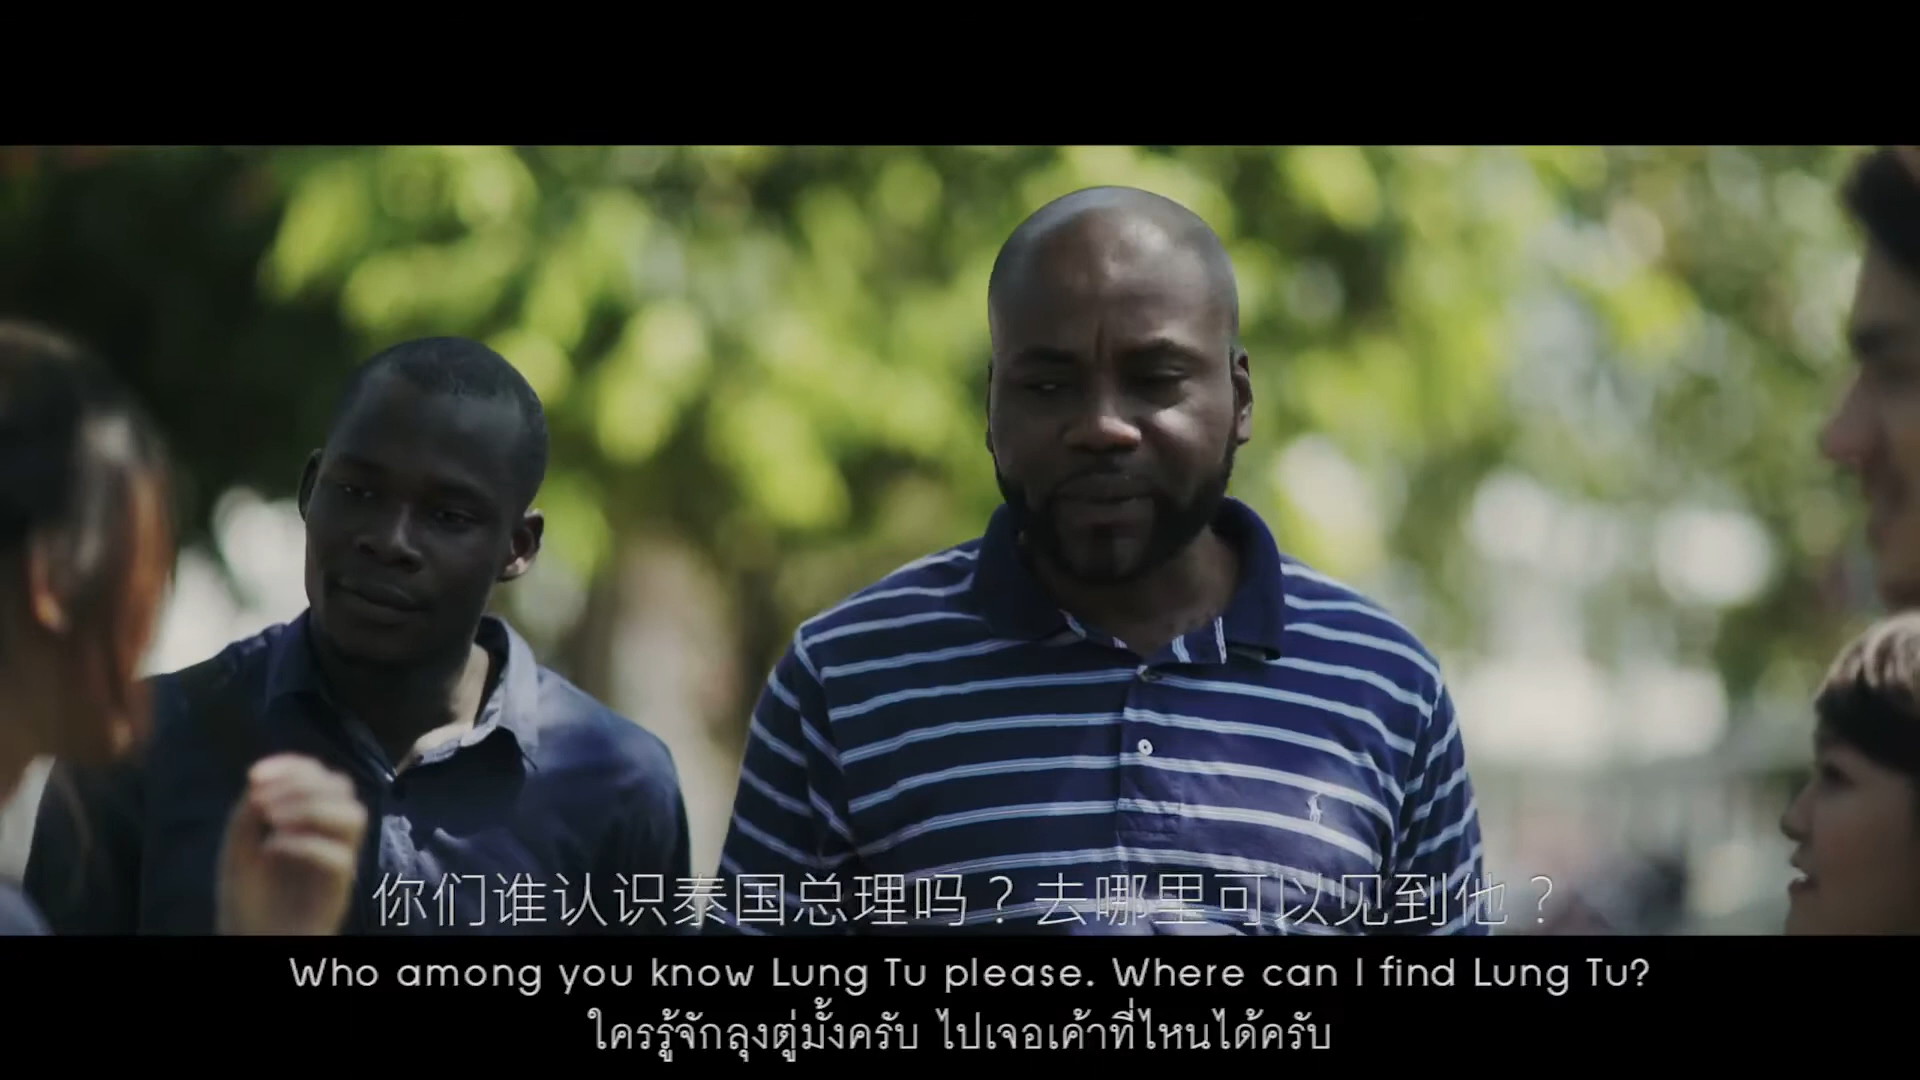 你们谁认识泰国总理吗？去哪里可以见到他？
Who among you know Lung Tu please. Where can I find Lung Tu?
ใครรู้จักลุงตู่มั้งครับ ไปเจอเค้าที่ไหนได้ครับ